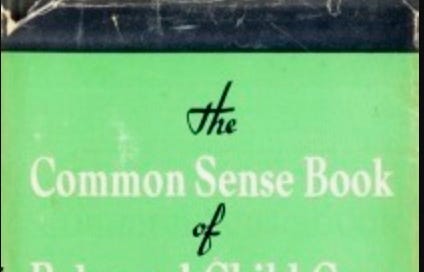 the
Common Sense Book
of